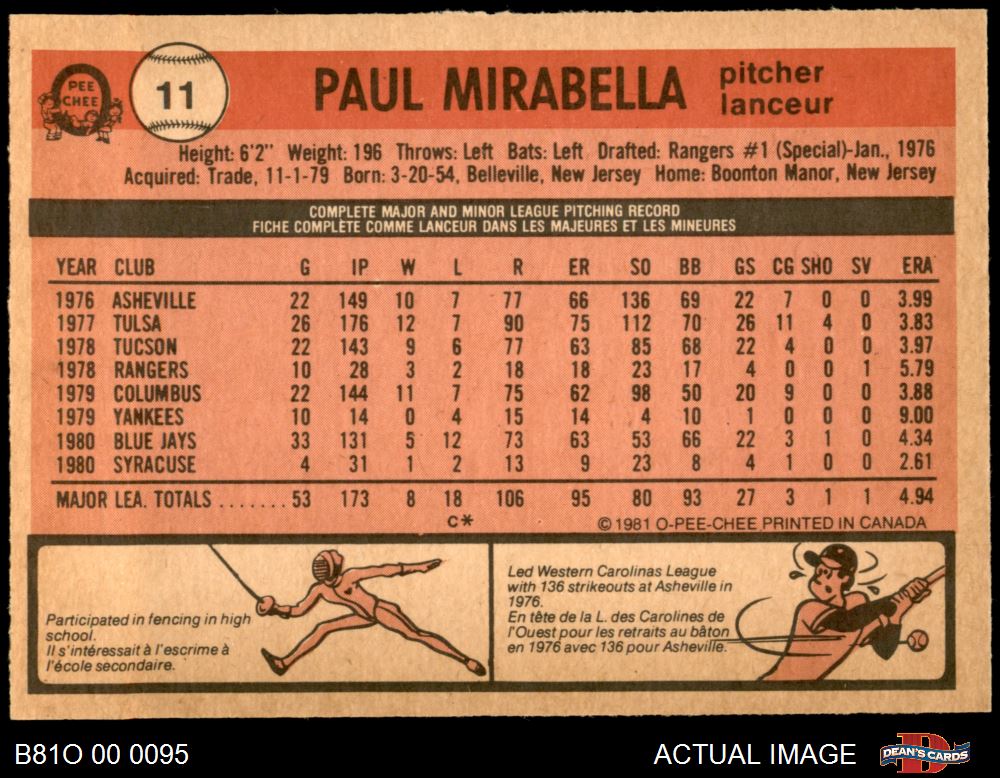 PEE
CHEE
11
PAUL MIRABELLA
pitcher
lanceur
Height: 6'2" Weight: 196 Throws: Left Bats: Left Drafted: Rangers #1 (Special)-Jan., 1976
Acquired: Trade, 11-1-79 Born: 3-20-54, Belleville, New Jersey Home: Boonton Manor, New Jersey
COMPLETE MAJOR AND MINOR LEAGUE PITCHING RECORD
FICHE COMPLÈTE COMME LANCEUR DANS LES MAJEURES ET LES MINEURES
YEAR CLUB G IP W L R ER SO BB GS CG SHO SV ERA
1976 ASHEVILLE 22 149 10 7 77 66 136 69 22 7 0 0 3.99
1977 TULSA 26 176 12 7 90 75 112 70 26 11 4 0 3.83
1978 TUCSON 22 143 9 6 77 63 85 68 22 4 0 0 3.97
1978 RANGERS 10 28 3 2 18 18 23 17 4 0 0 1 5.79
1979 COLUMBUS 22 144 11 7 75 62 98 50 20 9 0 0 3.88
1979 YANKEES 10 14 0 4 15 14 4 10 1 0 0 0 9.00
1980 BLUE JAYS 33 131 5 12 73 63 53 66 22 3 1 0 4.34
1980 SYRACUSE 4 31 1 2 13 9 23 8 4 1 0 0 2.61
MAJOR LEA. TOTALS ....... 53 173 8 18 106 95 80 93 27 3 1 1 4.94
C* © 1981 O-PEE-CHEE PRINTED IN CANADA
Participated in fencing in high
school.
Il s'intéressait à l'escrime à
l'école secondaire.
Led Western Carolinas League
with 136 strikeouts at Asheville in
1976.
En tête de la L. des Carolines de
l'Ouest pour les retraits au bâton
en 1976 avec 136 pour Asheville.
B81O 00 0095
ACTUAL IMAGE
DEAN'S CARDS